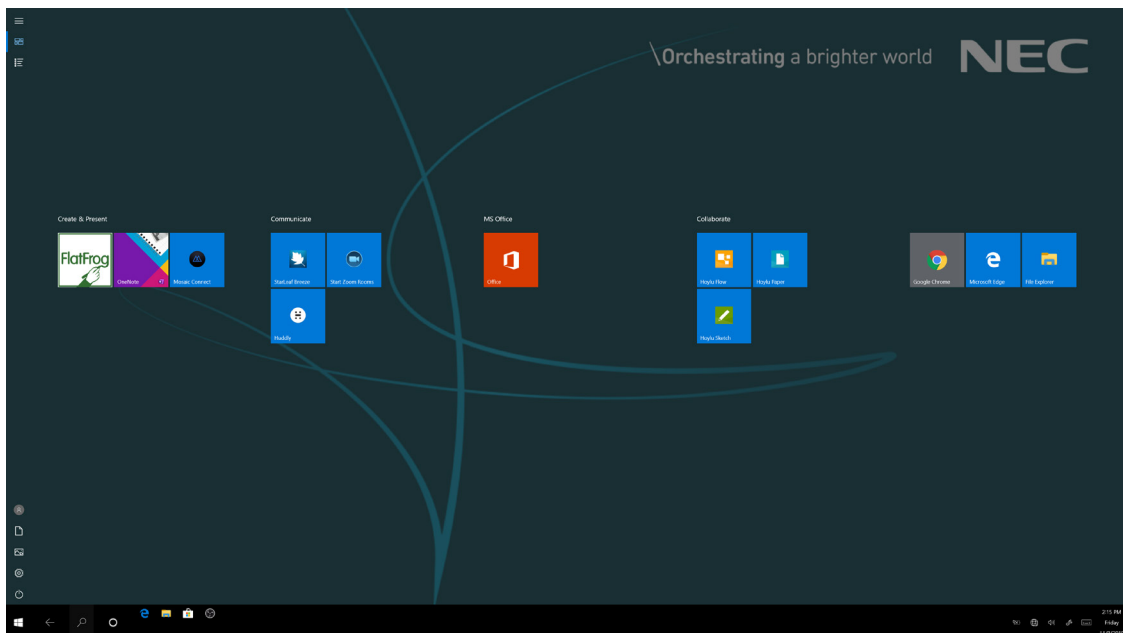 \Orchestrating a brighter world NEC
Create & Present
Communicate
MS Office
Collaborate
FlatFrog
OneNote
Mosaic Connect
StarLeaf Breeze
Start Zoom Rooms
Office
Hoylu Flow
Hoylu Paper
Google Chrome
Microsoft Edge
File Explorer
Huddly
Hoylu Sketch
2:15 PM
Friday